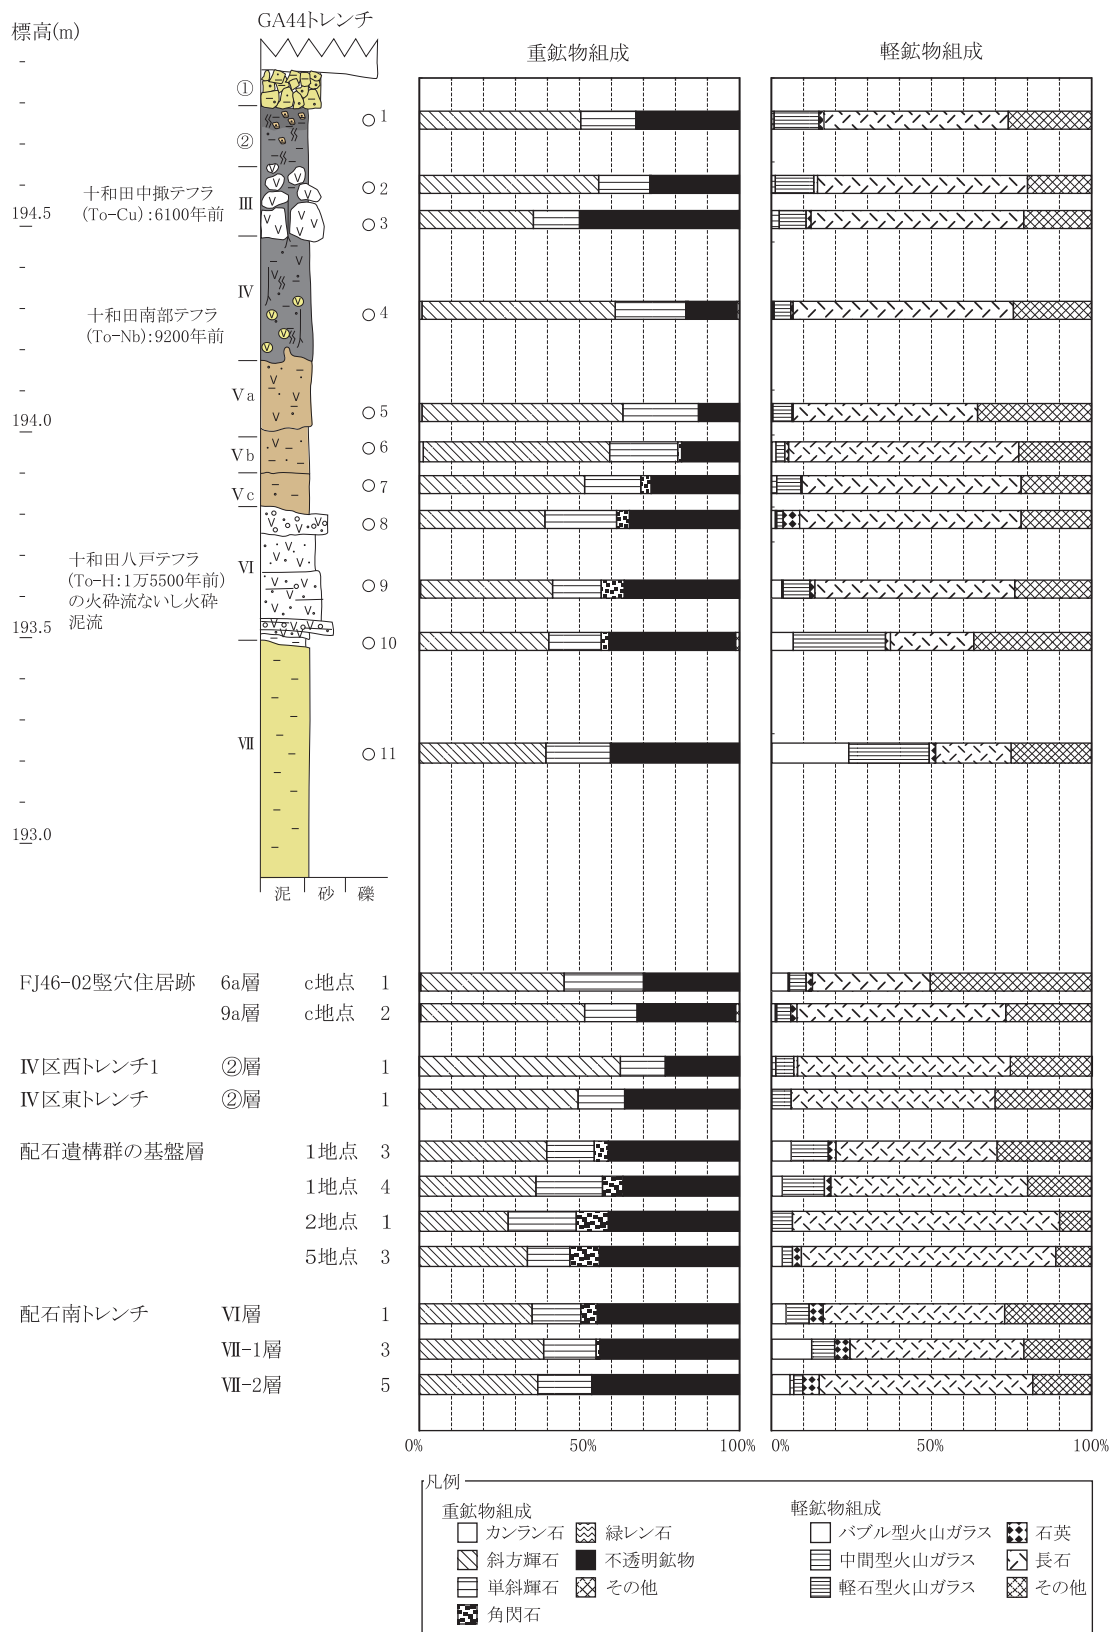 標高(m)
GA44トレンチ
重鉱物組成
軽鉱物組成
①
②
Ⅲ
Ⅳ
Ⅴa
Ⅴb
Ⅴc
Ⅵ
Ⅶ
十和田中掫テフラ
(To-Cu):6100年前
194.5
十和田南部テフラ
(To-Nb):9200年前
194.0
十和田八戸テフラ
(To-H:1万5500年前)
の火砕流ないし火砕
泥流
193.5
193.0
1
2
3
4
5
6
7
8
9
10
11
泥 砂 礫
FJ46-02竪穴住居跡 6a層 c地点 1
9a層 c地点 2
Ⅳ区西トレンチ1 ②層 1
Ⅳ区東トレンチ ②層 1
配石遺構群の基盤層 1地点 3
1地点 4
2地点 1
5地点 3
配石南トレンチ Ⅵ層 1
Ⅶ-1層 3
Ⅶ-2層 5
0% 50% 100%
0% 50% 100%
凡例
重鉱物組成
カンラン石
斜方輝石
単斜輝石
角閃石
緑レン石
不透明鉱物
その他
軽鉱物組成
バブル型火山ガラス
中間型火山ガラス
軽石型火山ガラス
石英
長石
その他